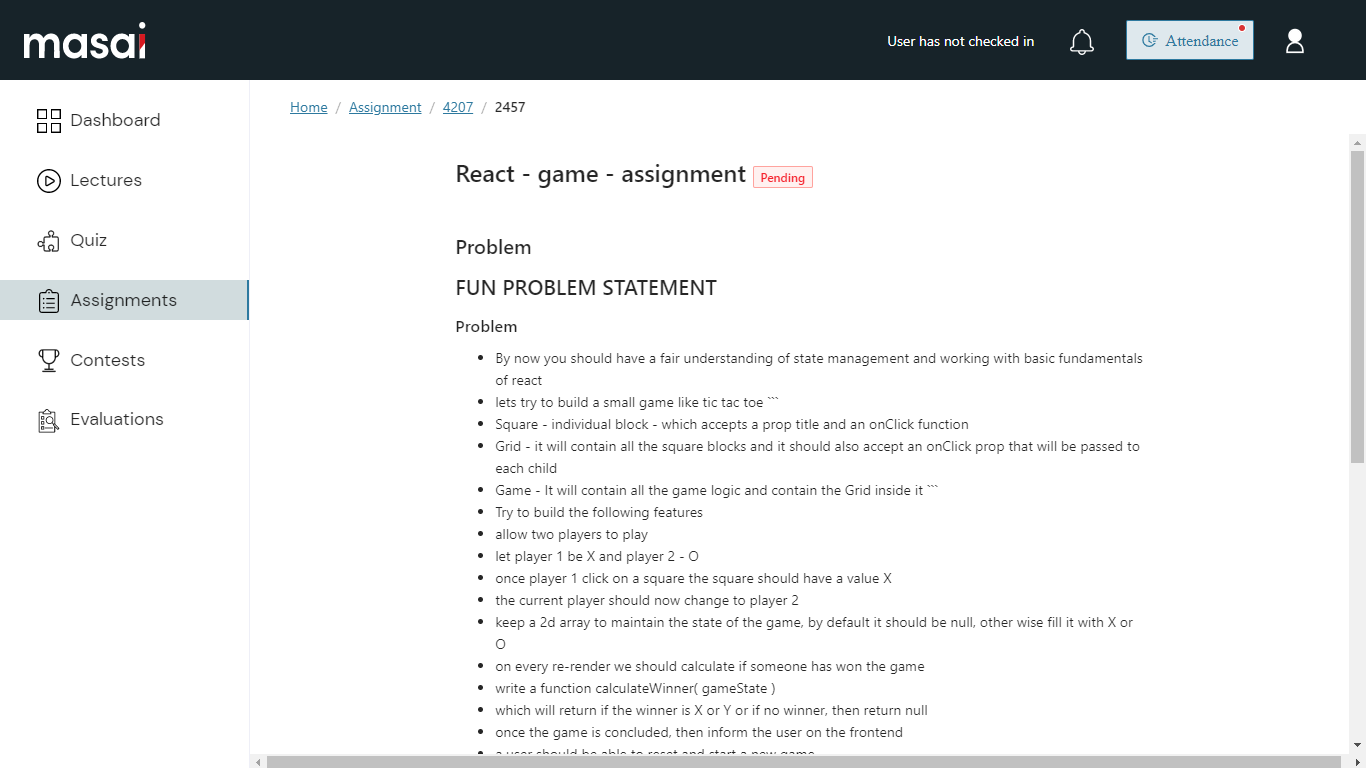 masai
User has not checked in
Attendance
Dashboard
Lectures
Quiz
Assignments
Contests
Evaluations
Home / Assignment / 4207 / 2457
React - game - assignment Pending
Problem
FUN PROBLEM STATEMENT
Problem
By now you should have a fair understanding of state management and working with basic fundamentals
of react
lets try to build a small game like tic tac toe ```
Square - individual block - which accepts a prop title and an onClick function
Grid - it will contain all the square blocks and it should also accept an onClick prop that will be passed to
each child
Game - It will contain all the game logic and contain the Grid inside it ```
Try to build the following features
allow two players to play
let player 1 be X and player 2 - O
once player 1 click on a square the square should have a value X
the current player should now change to player 2
keep a 2d array to maintain the state of the game, by default it should be null, other wise fill it with X or
O
on every re-render we should calculate if someone has won the game
write a function calculateWinner( gameState )
which will return if the winner is X or Y or if no winner, then return null
once the game is concluded, then inform the user on the frontend
a user should be able to reset and start a new game